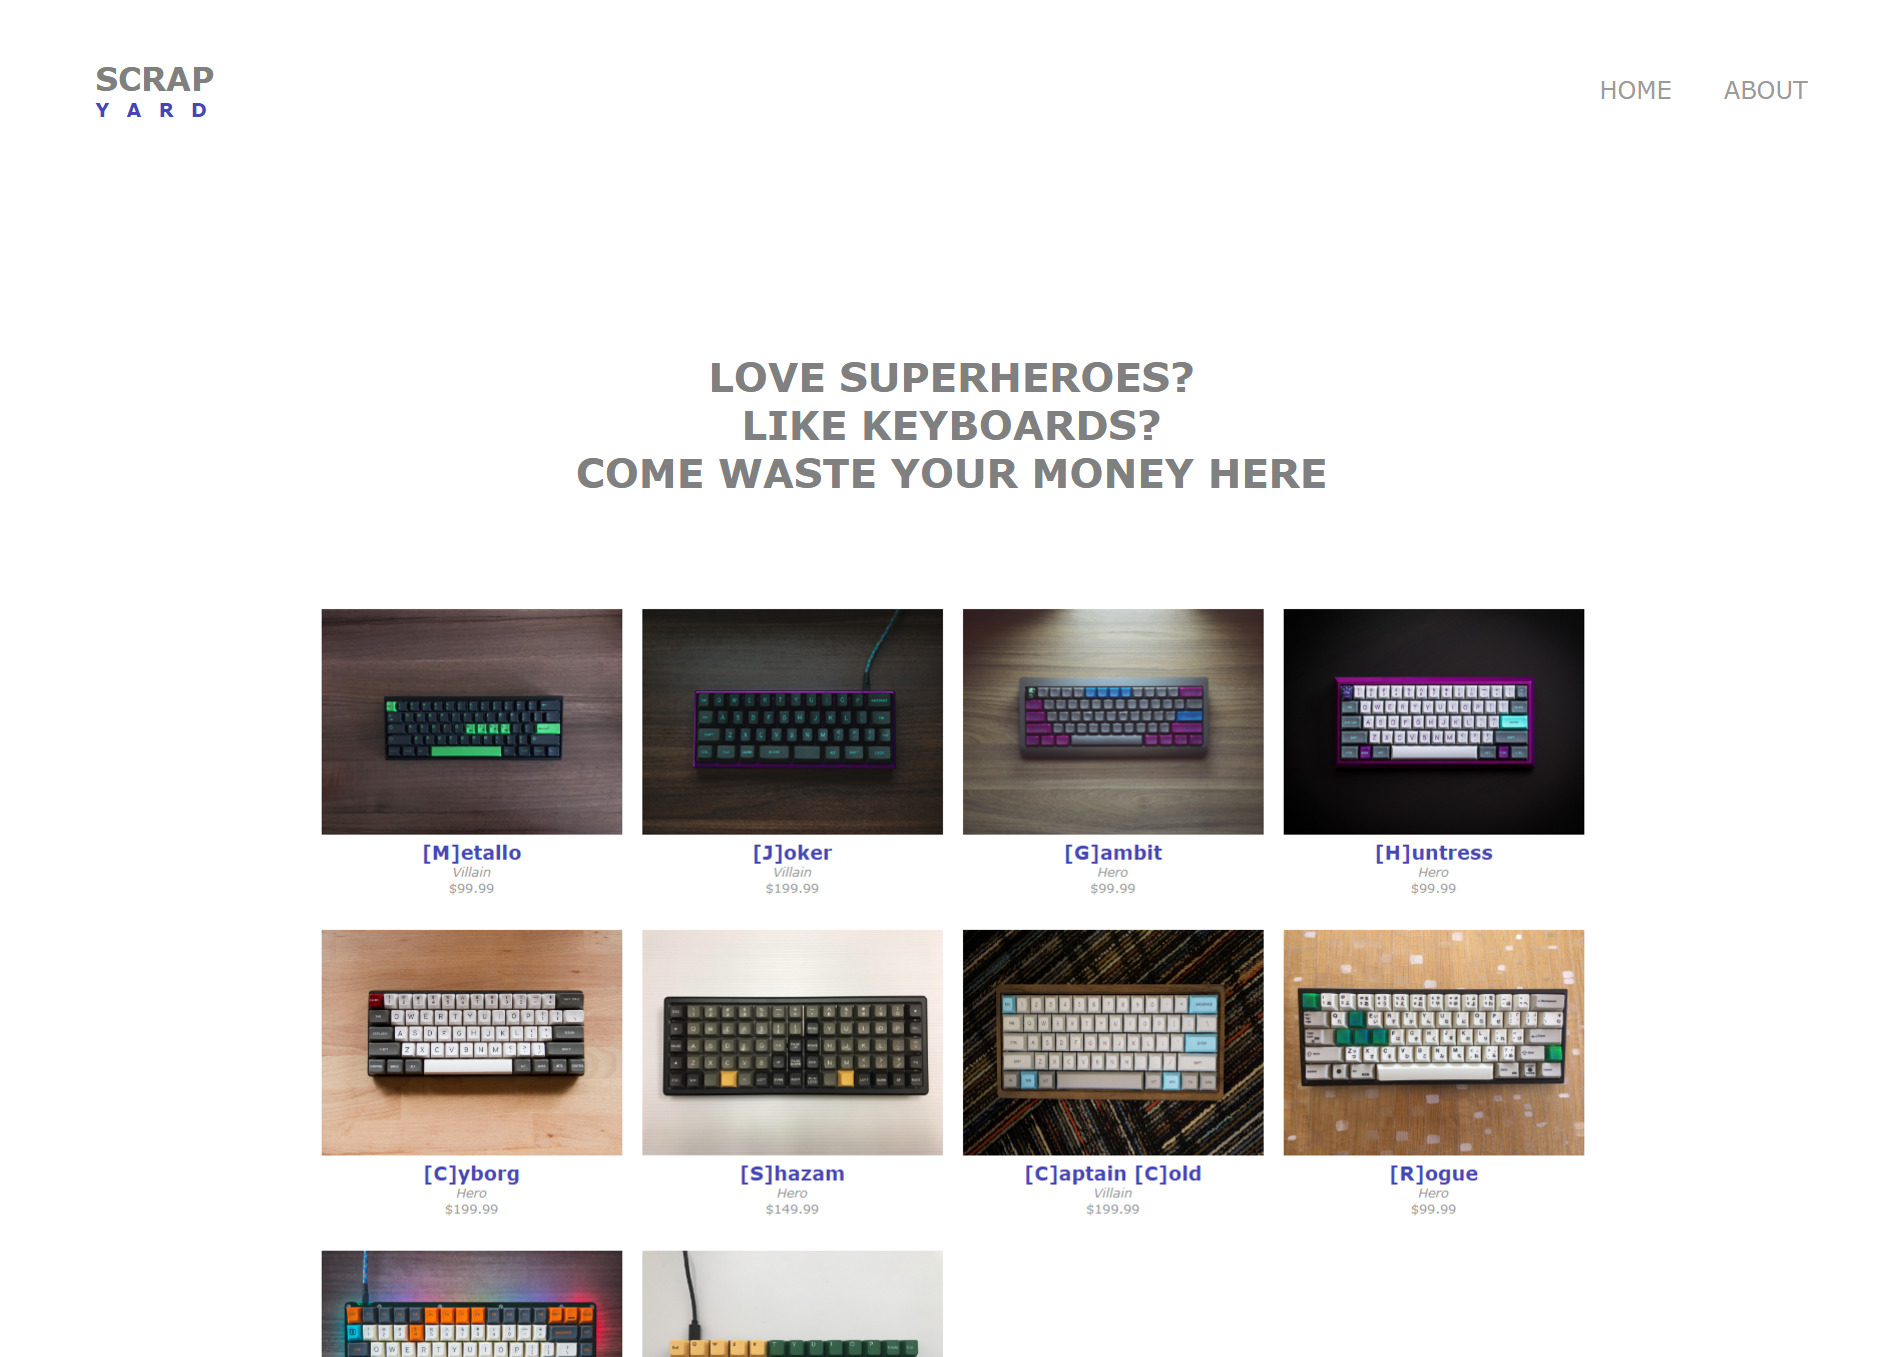 SCRAP
YARD
HOME ABOUT
LOVE SUPERHEROES?
LIKE KEYBOARDS?
COME WASTE YOUR MONEY HERE
[M]etallo
Villain
$99.99
[J]oker
Villain
$199.99
[G]ambit
Hero
$99.99
[H]untress
Hero
$99.99
[C]yborg
Hero
$199.99
[S]hazam
Hero
$149.99
[C]aptain [C]old
Villain
$199.99
[R]ogue
Hero
$99.99